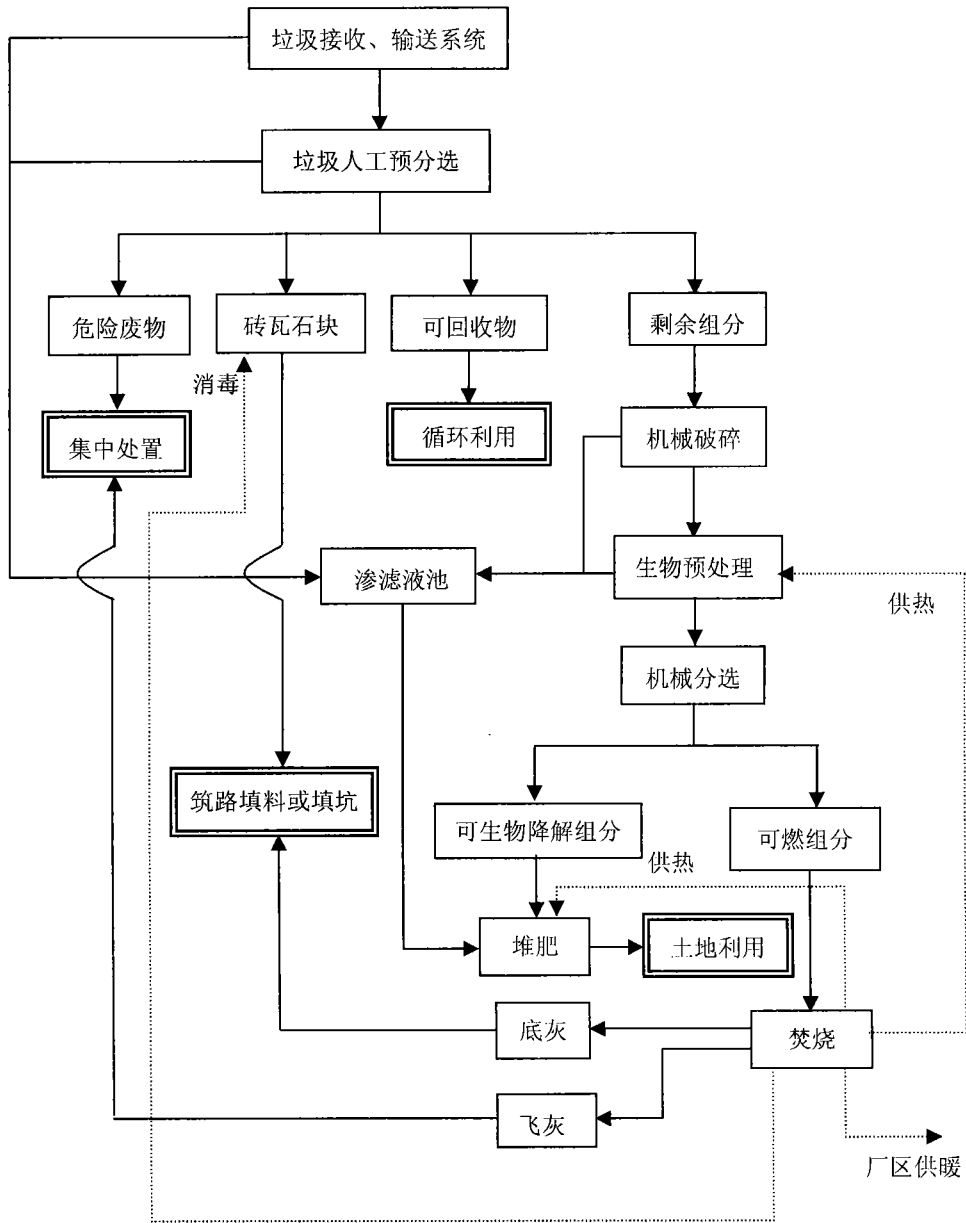 垃圾接收、输送系统
垃圾人工预分选
危险废物
砖瓦石块
可回收物
剩余组分
消毒
集中处置
循环利用
机械破碎
渗滤液池
生物预处理
供热
机械分选
筑路填料或填坑
可生物降解组分
可燃组分
供热
堆肥
土地利用
底灰
焚烧
飞灰
厂区供暖